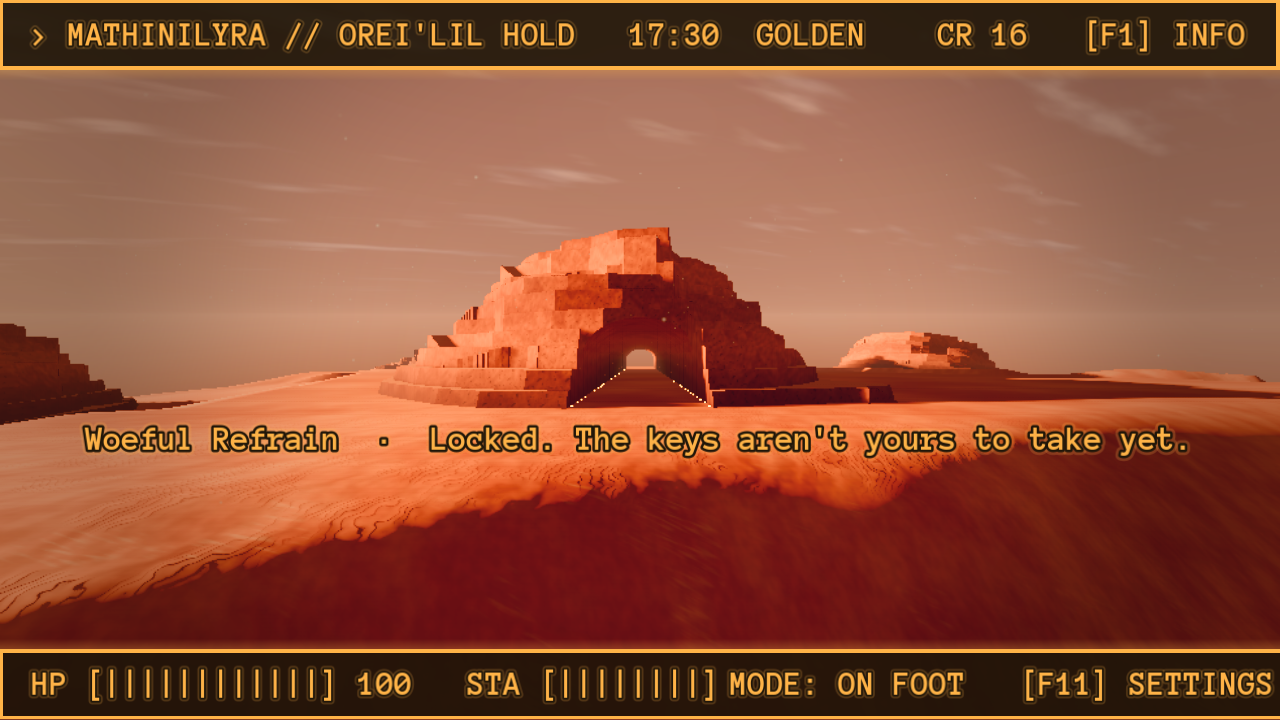 > MATHINILYRA // OREI'LIL HOLD 17:30 GOLDEN CR 16 [F1] INFO
Woeful Refrain · Locked. The keys aren't yours to take yet.
HP [||||||||||||] 100 STA [||||||||] MODE: ON FOOT [F11] SETTINGS